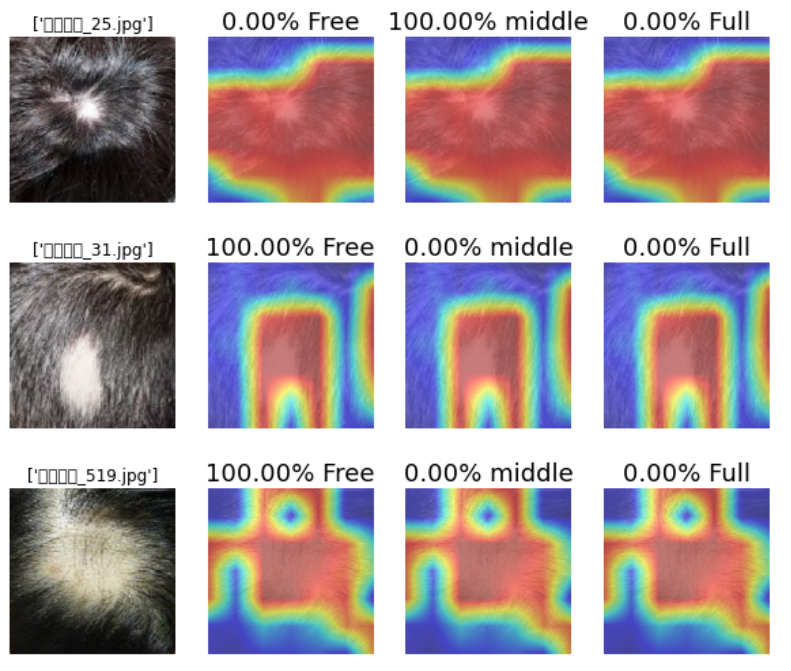 ['□□□□_25.jpg'] 0.00% Free 100.00% middle 0.00% Full
['□□□□_31.jpg'] 100.00% Free 0.00% middle 0.00% Full
['□□□□_519.jpg'] 100.00% Free 0.00% middle 0.00% Full